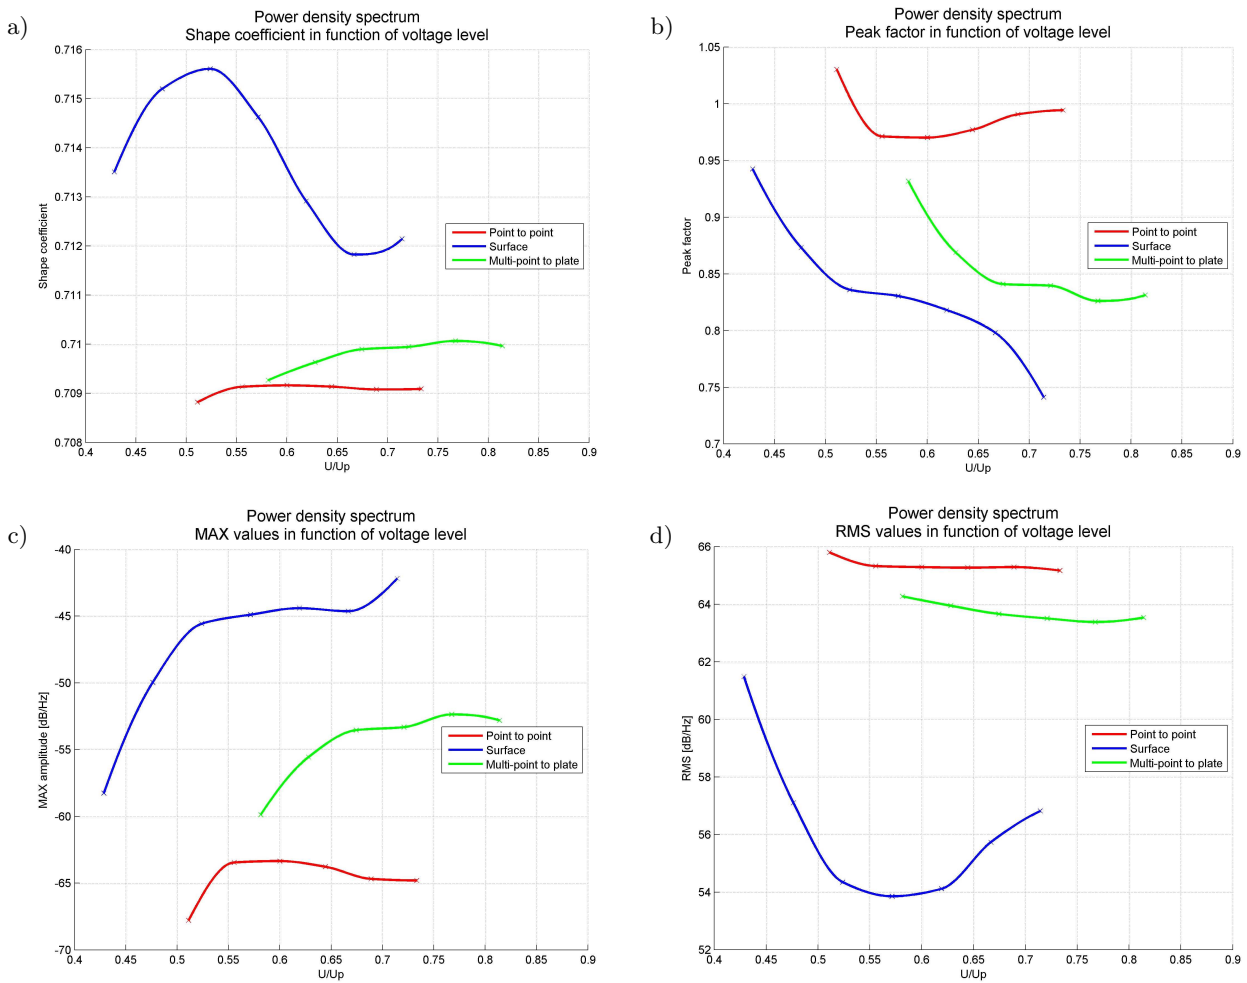 a)
Power density spectrum
Shape coefficient in function of voltage level
0.716
0.715
0.714
0.713
0.712
0.711
0.71
0.709
0.708
Shape coefficient
0.4 0.45 0.5 0.55 0.6 0.65 0.7 0.75 0.8 0.85 0.9
U/Up
Point to point
Surface
Multi-point to plate
b)
Power density spectrum
Peak factor in function of voltage level
1.05
1
0.95
0.9
0.85
0.8
0.75
0.7
Peak factor
0.4 0.45 0.5 0.55 0.6 0.65 0.7 0.75 0.8 0.85 0.9
U/Up
Point to point
Surface
Multi-point to plate
c)
Power density spectrum
MAX values in function of voltage level
-40
-45
-50
-55
-60
-65
-70
MAX amplitude [dB/Hz]
0.4 0.45 0.5 0.55 0.6 0.65 0.7 0.75 0.8 0.85 0.9
U/Up
Point to point
Surface
Multi-point to plate
d)
Power density spectrum
RMS values in function of voltage level
66
64
62
60
58
56
54
52
RMS [dB/Hz]
0.4 0.45 0.5 0.55 0.6 0.65 0.7 0.75 0.8 0.85 0.9
U/Up
Point to point
Surface
Multi-point to plate